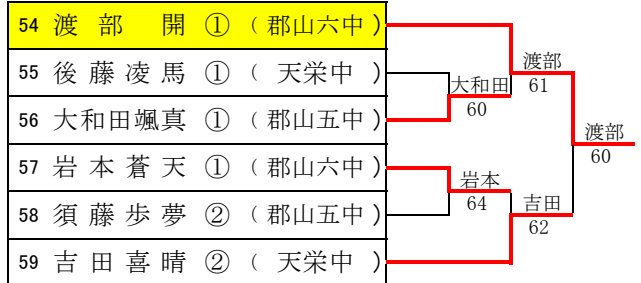 54 渡部 開 ① (郡山六中)
55 後藤凌馬 ① ( 天栄中 )
56 大和田颯真 ① (郡山五中)
57 岩本蒼天 ① (郡山六中)
58 須藤歩夢 ② (郡山五中)
59 吉田喜晴 ② ( 天栄中 )
大和田
60
岩本
64
渡部
61
吉田
62
渡部
60